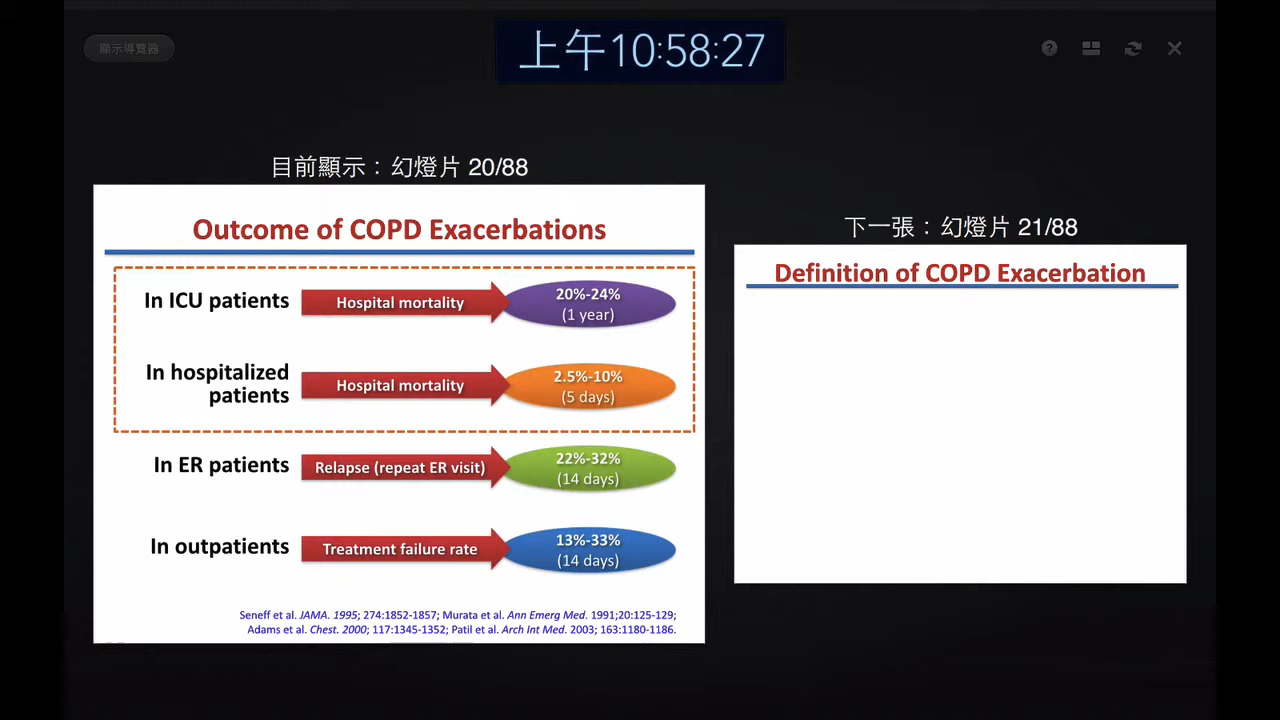 上午10:58:27
顯示導覽器
目前顯示：幻燈片 20/88
Outcome of COPD Exacerbations
In ICU patients
Hospital mortality
20%-24%
(1 year)
In hospitalized
patients
Hospital mortality
2.5%-10%
(5 days)
In ER patients
Relapse (repeat ER visit)
22%-32%
(14 days)
In outpatients
Treatment failure rate
13%-33%
(14 days)
Seneff et al. JAMA. 1995; 274:1852-1857; Murata et al. Ann Emerg Med. 1991;20:125-129;
Adams et al. Chest. 2000; 117:1345-1352; Patil et al. Arch Int Med. 2003; 163:1180-1186.
下一張：幻燈片 21/88
Definition of COPD Exacerbation